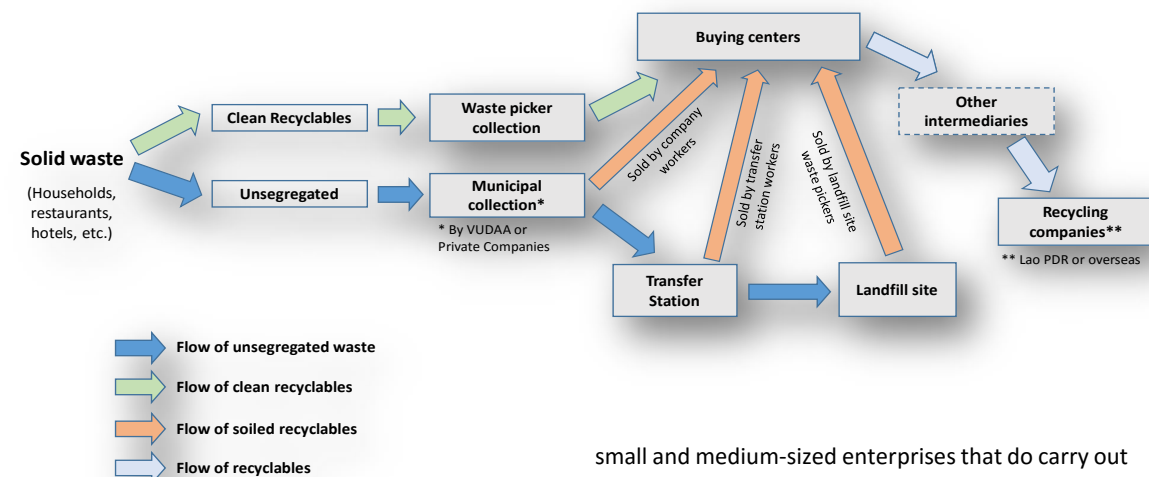 Buying centers
Other
intermediaries
Clean Recyclables
Waste picker
collection
Solid waste
(Households,
restaurants,
hotels, etc.)
Unsegregated
Municipal
collection*
* By VUDAA or
Private Companies
Sold by company
workers
Sold by transfer
station workers
Sold by landfill site
waste pickers
Recycling
companies**
** Lao PDR or overseas
Transfer
Station
Landfill site
Flow of unsegregated waste
Flow of clean recyclables
Flow of soiled recyclables
Flow of recyclables
small and medium-sized enterprises that do carry out